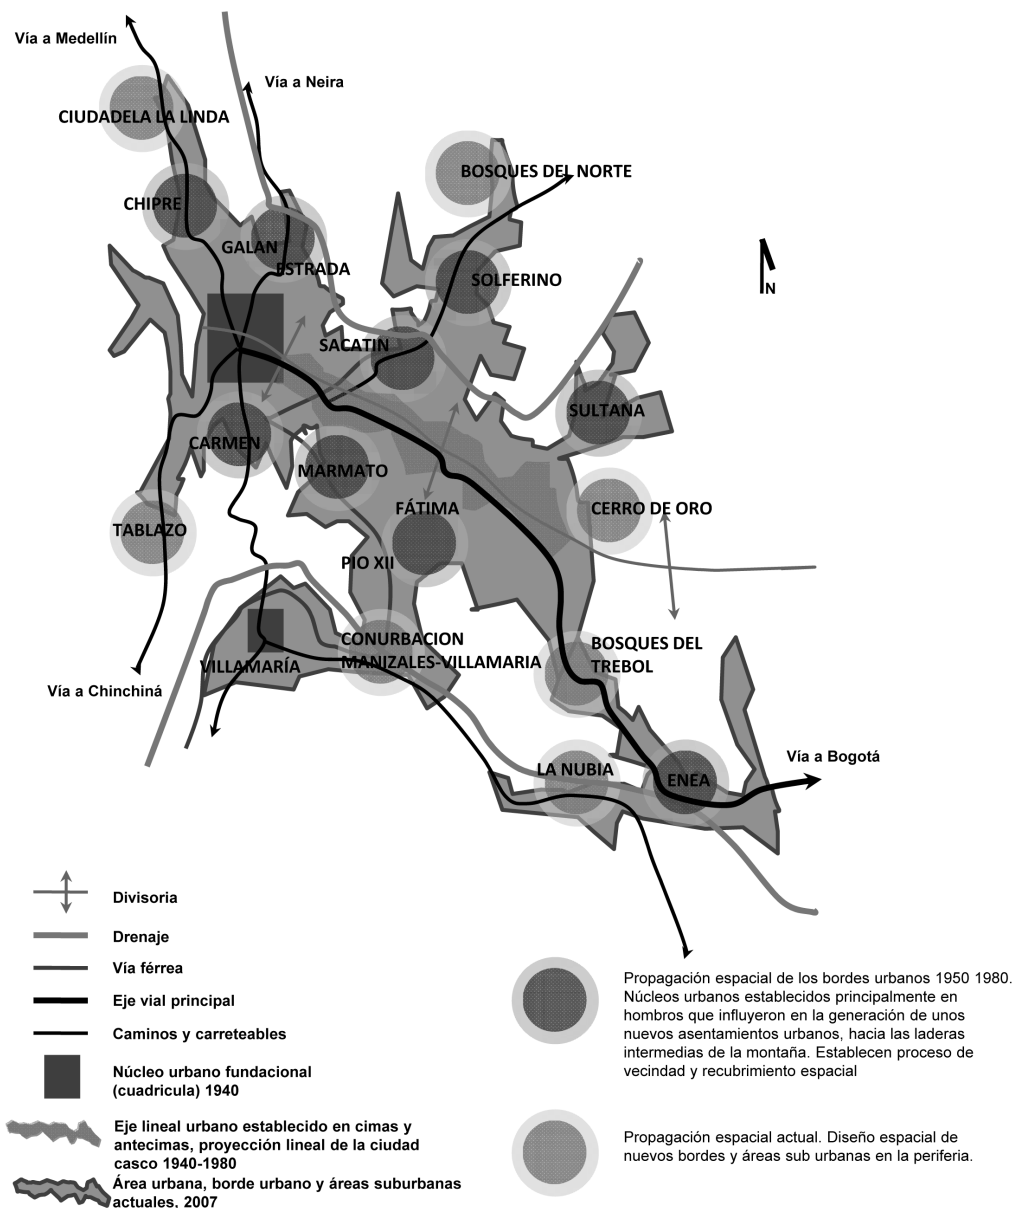 Vía a Medellín
Vía a Neira
CIUDADELA LA LINDA
BOSQUES DEL NORTE
CHIPRE
GALAN
ESTRADA
SOLFERINO
N
SACATIN
SULTANA
CARMEN
MARMATO
FÁTIMA
CERRO DE ORO
TABLAZO
PIO XII
CONURBACION
MANIZALES-VILLAMARIA
BOSQUES DEL
TREBOL
VILLAMARÍA
Vía a Chinchiná
LA NUBIA
ENEA
Vía a Bogotá
Divisoria
Drenaje
Vía férrea
Eje vial principal
Caminos y carreteables
Núcleo urbano fundacional
(cuadricula) 1940
Eje lineal urbano establecido en cimas y
antecimas, proyección lineal de la ciudad
casco 1940-1980
Área urbana, borde urbano y áreas suburbanas
actuales, 2007
Propagación espacial de los bordes urbanos 1950 1980.
Núcleos urbanos establecidos principalmente en
hombros que influyeron en la generación de unos
nuevos asentamientos urbanos, hacia las laderas
intermedias de la montaña. Establecen proceso de
vecindad y recubrimiento espacial
Propagación espacial actual. Diseño espacial de
nuevos bordes y áreas sub urbanas en la periferia.